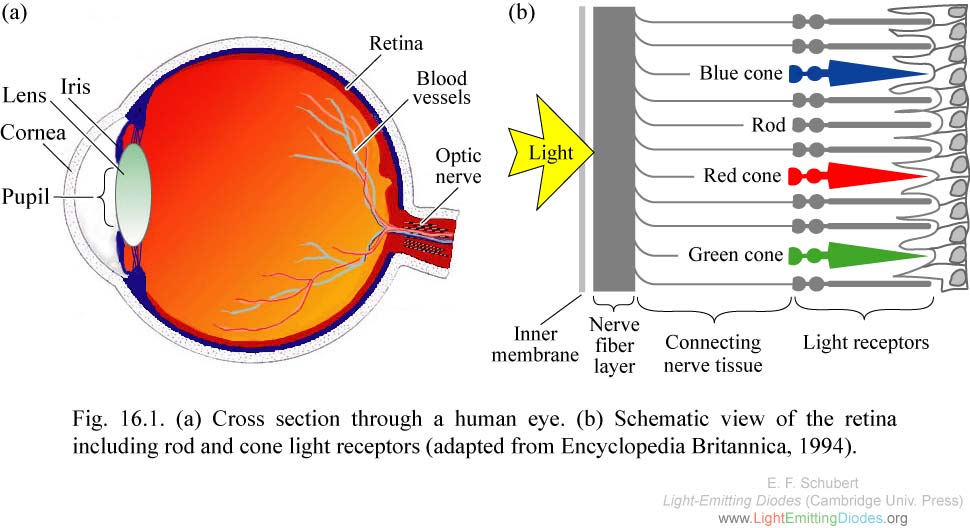 (a)
Retina
Blood
vessels
Iris
Lens
Cornea
Optic
nerve
Pupil
(b)
Blue cone
Rod
Light
Red cone
Green cone
Inner
membrane
Nerve
fiber
layer
Connecting
nerve tissue
Light receptors
Fig. 16.1. (a) Cross section through a human eye. (b) Schematic view of the retina
including rod and cone light receptors (adapted from Encyclopedia Britannica, 1994).
E. F. Schubert
Light-Emitting Diodes (Cambridge Univ. Press)
www.LightEmittingDiodes.org